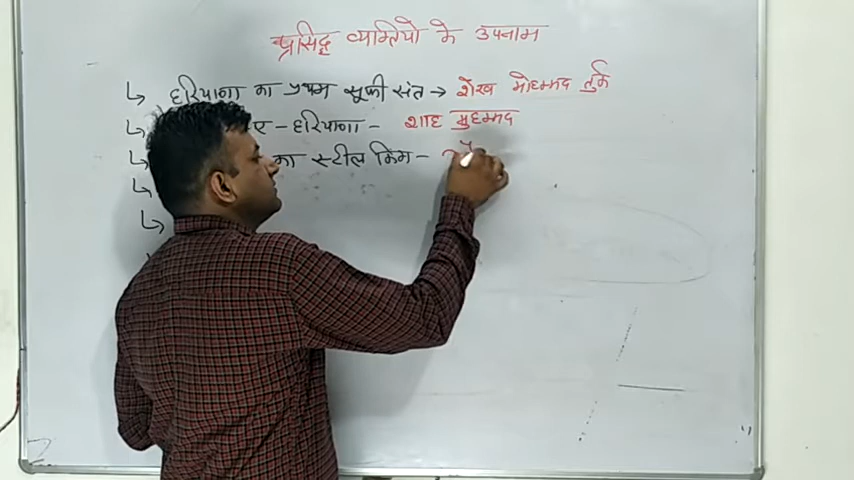 प्रसिद्ध व्यक्तियो के उपनाम
↳ हरियाणा का प्रथम सूफी संत → शेख मोहम्मद तुर्क
↳ ए - हरियाणा - शाह मुहम्मद
↳ का स्टील किंग -
↳
↳